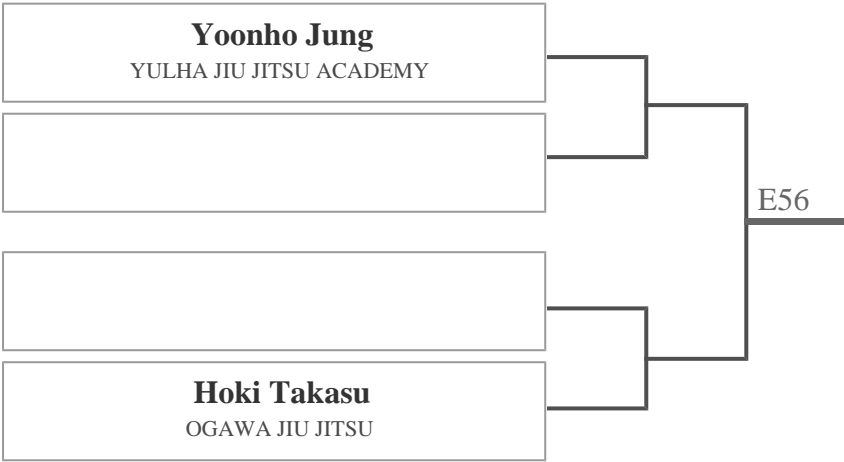 Yoonho Jung
YULHA JIU JITSU ACADEMY
E56
Hoki Takasu
OGAWA JIU JITSU